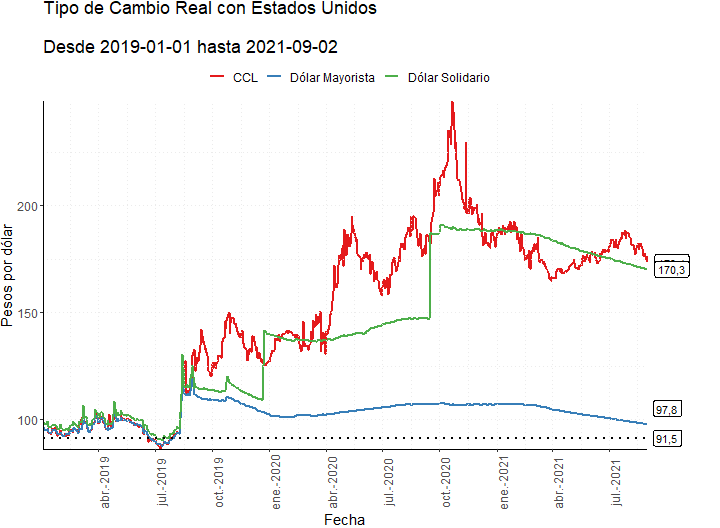 Tipo de Cambio Real con Estados Unidos
Desde 2019-01-01 hasta 2021-09-02
CCL Dólar Mayorista Dólar Solidario
Pesos por dólar
200
150
100
170,3
97,8
91,5
abr.-2019
jul.-2019
oct.-2019
ene.-2020
abr.-2020
jul.-2020
oct.-2020
ene.-2021
abr.-2021
jul.-2021
Fecha